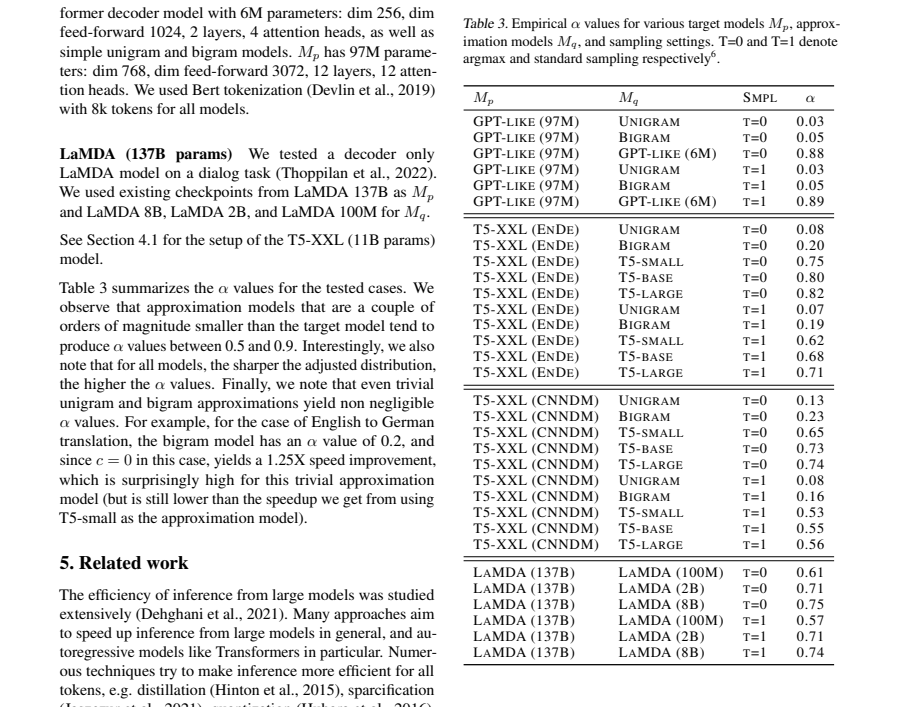 former decoder model with 6M parameters: dim 256, dim
feed-forward 1024, 2 layers, 4 attention heads, as well as
simple unigram and bigram models. Mp has 97M parame-
ters: dim 768, dim feed-forward 3072, 12 layers, 12 atten-
tion heads. We used Bert tokenization (Devlin et al., 2019)
with 8k tokens for all models.
LaMDA (137B params) We tested a decoder only
LaMDA model on a dialog task (Thoppilan et al., 2022).
We used existing checkpoints from LaMDA 137B as Mp
and LaMDA 8B, LaMDA 2B, and LaMDA 100M for Mq.
See Section 4.1 for the setup of the T5-XXL (11B params)
model.
Table 3 summarizes the α values for the tested cases. We
observe that approximation models that are a couple of
orders of magnitude smaller than the target model tend to
produce α values between 0.5 and 0.9. Interestingly, we also
note that for all models, the sharper the adjusted distribution,
the higher the α values. Finally, we note that even trivial
unigram and bigram approximations yield non negligible
α values. For example, for the case of English to German
translation, the bigram model has an α value of 0.2, and
since c = 0 in this case, yields a 1.25X speed improvement,
which is surprisingly high for this trivial approximation
model (but is still lower than the speedup we get from using
T5-small as the approximation model).
5. Related work
The efficiency of inference from large models was studied
extensively (Dehghani et al., 2021). Many approaches aim
to speed up inference from large models in general, and au-
toregressive models like Transformers in particular. Numer-
ous techniques try to make inference more efficient for all
tokens, e.g. distillation (Hinton et al., 2015), sparcification
Table 3. Empirical α values for various target models Mp, approx-
imation models Mq, and sampling settings. T=0 and T=1 denote
argmax and standard sampling respectively6.
Mp Mq SMPL α
GPT-LIKE (97M) UNIGRAM T=0 0.03
GPT-LIKE (97M) BIGRAM T=0 0.05
GPT-LIKE (97M) GPT-LIKE (6M) T=0 0.88
GPT-LIKE (97M) UNIGRAM T=1 0.03
GPT-LIKE (97M) BIGRAM T=1 0.05
GPT-LIKE (97M) GPT-LIKE (6M) T=1 0.89
T5-XXL (ENDE) UNIGRAM T=0 0.08
T5-XXL (ENDE) BIGRAM T=0 0.20
T5-XXL (ENDE) T5-SMALL T=0 0.75
T5-XXL (ENDE) T5-BASE T=0 0.80
T5-XXL (ENDE) T5-LARGE T=0 0.82
T5-XXL (ENDE) UNIGRAM T=1 0.07
T5-XXL (ENDE) BIGRAM T=1 0.19
T5-XXL (ENDE) T5-SMALL T=1 0.62
T5-XXL (ENDE) T5-BASE T=1 0.68
T5-XXL (ENDE) T5-LARGE T=1 0.71
T5-XXL (CNNDM) UNIGRAM T=0 0.13
T5-XXL (CNNDM) BIGRAM T=0 0.23
T5-XXL (CNNDM) T5-SMALL T=0 0.65
T5-XXL (CNNDM) T5-BASE T=0 0.73
T5-XXL (CNNDM) T5-LARGE T=0 0.74
T5-XXL (CNNDM) UNIGRAM T=1 0.08
T5-XXL (CNNDM) BIGRAM T=1 0.16
T5-XXL (CNNDM) T5-SMALL T=1 0.53
T5-XXL (CNNDM) T5-BASE T=1 0.55
T5-XXL (CNNDM) T5-LARGE T=1 0.56
LAMDA (137B) LAMDA (100M) T=0 0.61
LAMDA (137B) LAMDA (2B) T=0 0.71
LAMDA (137B) LAMDA (8B) T=0 0.75
LAMDA (137B) LAMDA (100M) T=1 0.57
LAMDA (137B) LAMDA (2B) T=1 0.71
LAMDA (137B) LAMDA (8B) T=1 0.74